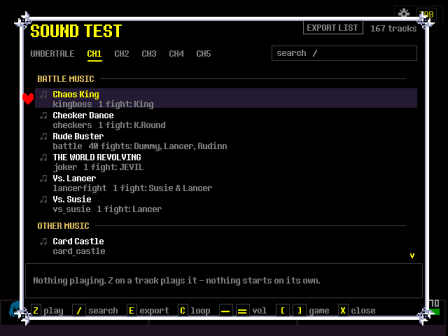 TAB
SOUND TEST
EXPORT LIST
167 tracks
UNDERTALE CH1 CH2 CH3 CH4 CH5
search /
BATTLE MUSIC
Chaos King
kingboss 1 fight: King
Checker Dance
checkers 1 fight: K.Round
Rude Buster
battle 40 fights: Dummy, Lancer, Rudinn
THE WORLD REVOLVING
joker 1 fight: JEVIL
Vs. Lancer
lancerfight 1 fight: Susie & Lancer
Vs. Susie
vs_susie 1 fight: Lancer
OTHER MUSIC
Card Castle
card_castle
v
Nothing playing. Z on a track plays it — nothing starts on its own.
Z play / search E export C loop — = vol [ ] game X close